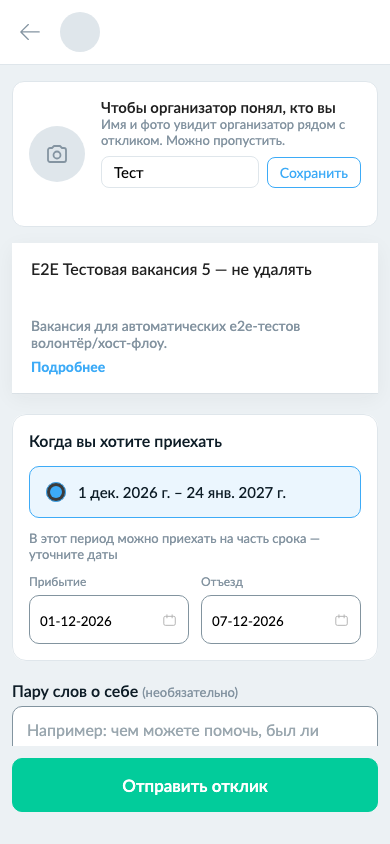 Чтобы организатор понял, кто вы
Имя и фото увидит организатор рядом с
откликом. Можно пропустить.
Тест
Сохранить
E2E Тестовая вакансия 5 — не удалять
Вакансия для автоматических e2e-тестов
волонтёр/хост-флоу.
Подробнее
Когда вы хотите приехать
1 дек. 2026 г. – 24 янв. 2027 г.
В этот период можно приехать на часть срока —
уточните даты
Прибытие
Отъезд
01-12-2026
07-12-2026
Пару слов о себе (необязательно)
Например: чем можете помочь, был ли
Отправить отклик